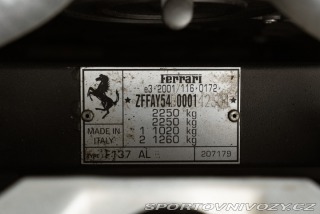 Ferrari
e3·2001/116·0172·
ZFFAY54 0001
2250 kg
2250 kg
MADE IN ITALY
1 1020 kg
2 1260 kg
F137 AL
207179
SPORTOVNIVOZY.CZ